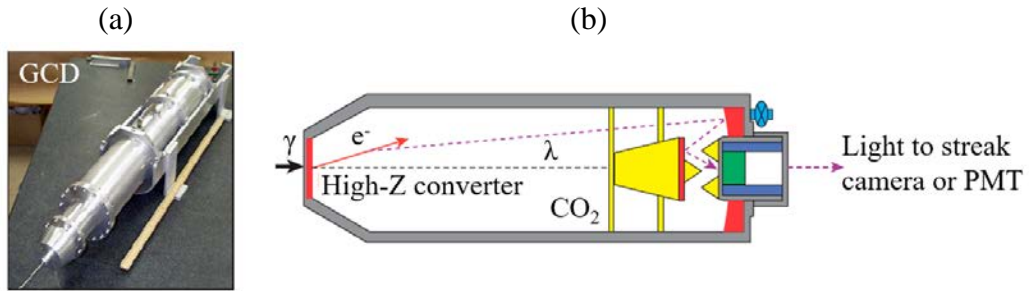 (a)
(b)
GCD
γ
e⁻
λ
High-Z converter
CO₂
Light to streak
camera or PMT